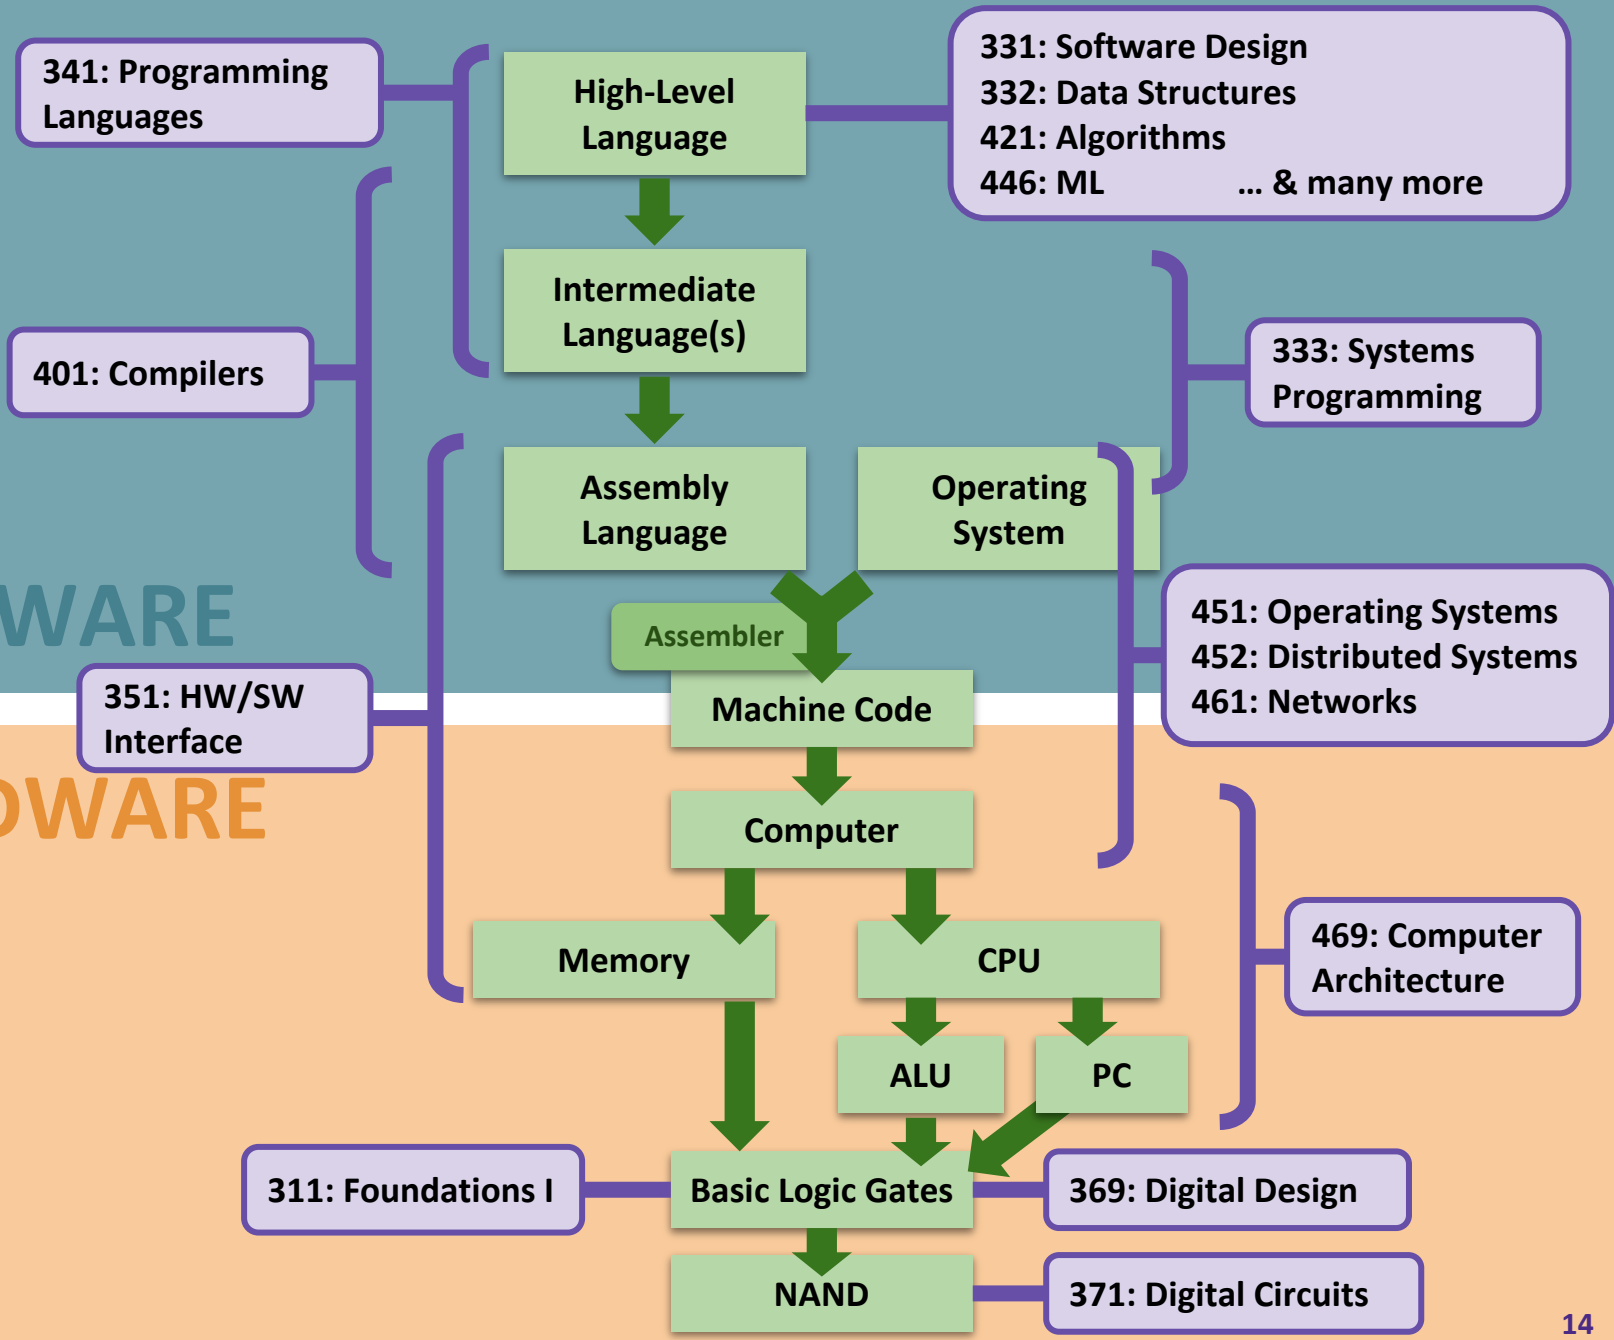 341: Programming
Languages
High-Level
Language
331: Software Design
332: Data Structures
421: Algorithms
446: ML … & many more
Intermediate
Language(s)
401: Compilers
333: Systems
Programming
Assembly
Language
Operating
System
WARE
Assembler
451: Operating Systems
452: Distributed Systems
461: Networks
351: HW/SW
Interface
Machine Code
DWARE
Computer
Memory
CPU
469: Computer
Architecture
ALU
PC
311: Foundations I
Basic Logic Gates
369: Digital Design
NAND
371: Digital Circuits
14